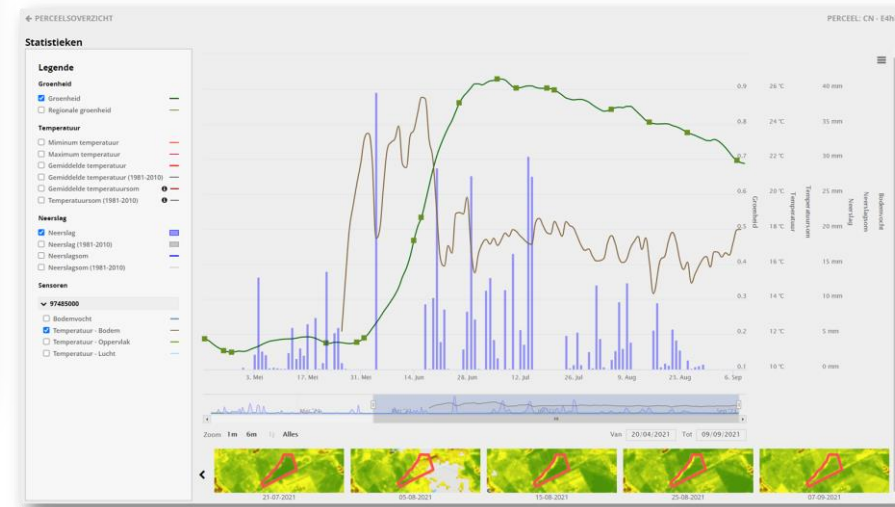 PERCEELSOVERZICHT
PERCEEL: CN - E4h
Statistieken
Legende
Groenheid
Groenheid
Regionale groenheid
Temperatuur
Miminum temperatuur
Maximum temperatuur
Gemiddelde temperatuur
Gemiddelde temperatuur (1981-2010)
Gemiddelde temperatuursom
Temperatuursom (1981-2010)
Neerslag
Neerslag
Neerslag (1981-2010)
Neerslagsom
Neerslagsom (1981-2010)
Sensoren
97485000
Bodemvocht
Temperatuur - Bodem
Temperatuur - Oppervlak
Temperatuur - Lucht
0.9 26 °C 40 mm
0.8 24 °C 35 mm
0.7 22 °C 30 mm
0.6 20 °C 25 mm
0.5 18 °C 20 mm
0.4 16 °C 15 mm
0.3 14 °C 10 mm
0.2 12 °C 5 mm
0.1 10 °C 0 mm
Groenheid
Temperatuur
Temperatuursom
Neerslag
Neerslagsom
Bodemvocht
3. Mei 17. Mei 31. Mei 14. Jun 28. Jun 12. Jul 26. Jul 9. Aug 25. Aug 6. Sep
Zoom 1m 6m 1j Alles
Van 20/04/2021 Tot 09/09/2021
21-07-2021 05-08-2021 15-08-2021 25-08-2021 07-09-2021